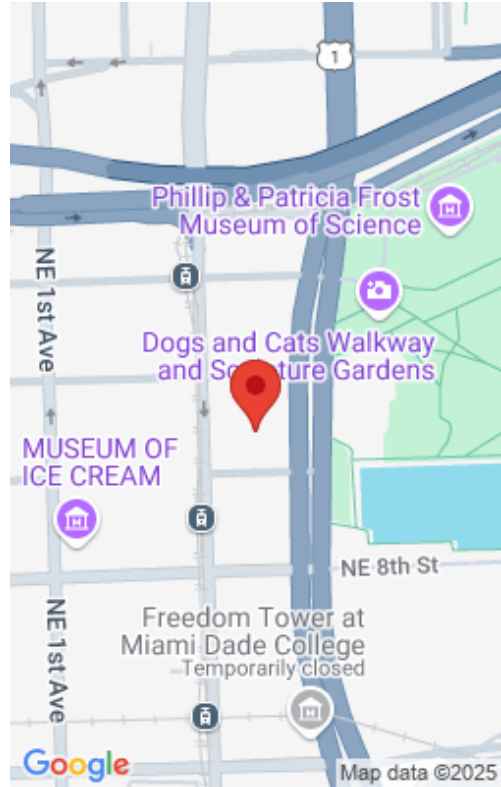 1
Phillip & Patricia Frost
Museum of Science
NE 1st Ave
Dogs and Cats Walkway
and Sculpture Gardens
MUSEUM OF
ICE CREAM
NE 8th St
NE 1st Ave
Freedom Tower at
Miami Dade College
Temporarily closed
Google
Map data ©2025